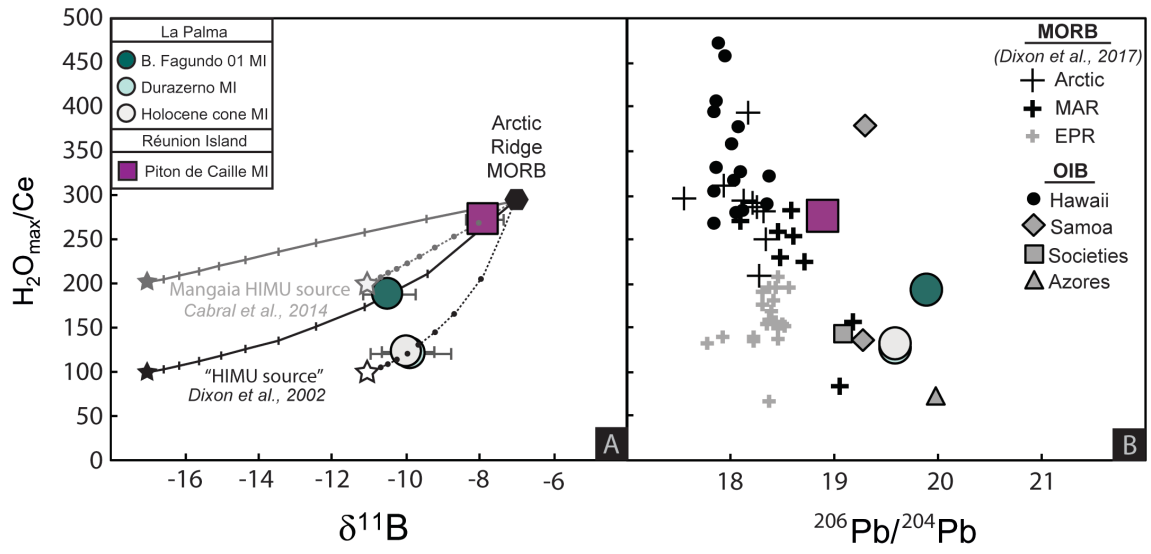 500
450
400
350
300
250
200
150
100
50
0
H₂Oₘₐₓ/Ce
La Palma
B. Fagundo 01 MI
Durazerno MI
Holocene cone MI
Réunion Island
Piton de Caille MI
Arctic
Ridge
MORB
Mangaia HIMU source
Cabral et al., 2014
“HIMU source”
Dixon et al., 2002
A
-16
-14
-12
-10
-8
-6
δ¹¹B
MORB
(Dixon et al., 2017)
Arctic
MAR
EPR
OIB
Hawaii
Samoa
Societies
Azores
B
18
19
20
21
²⁰⁶Pb/²⁰⁴Pb